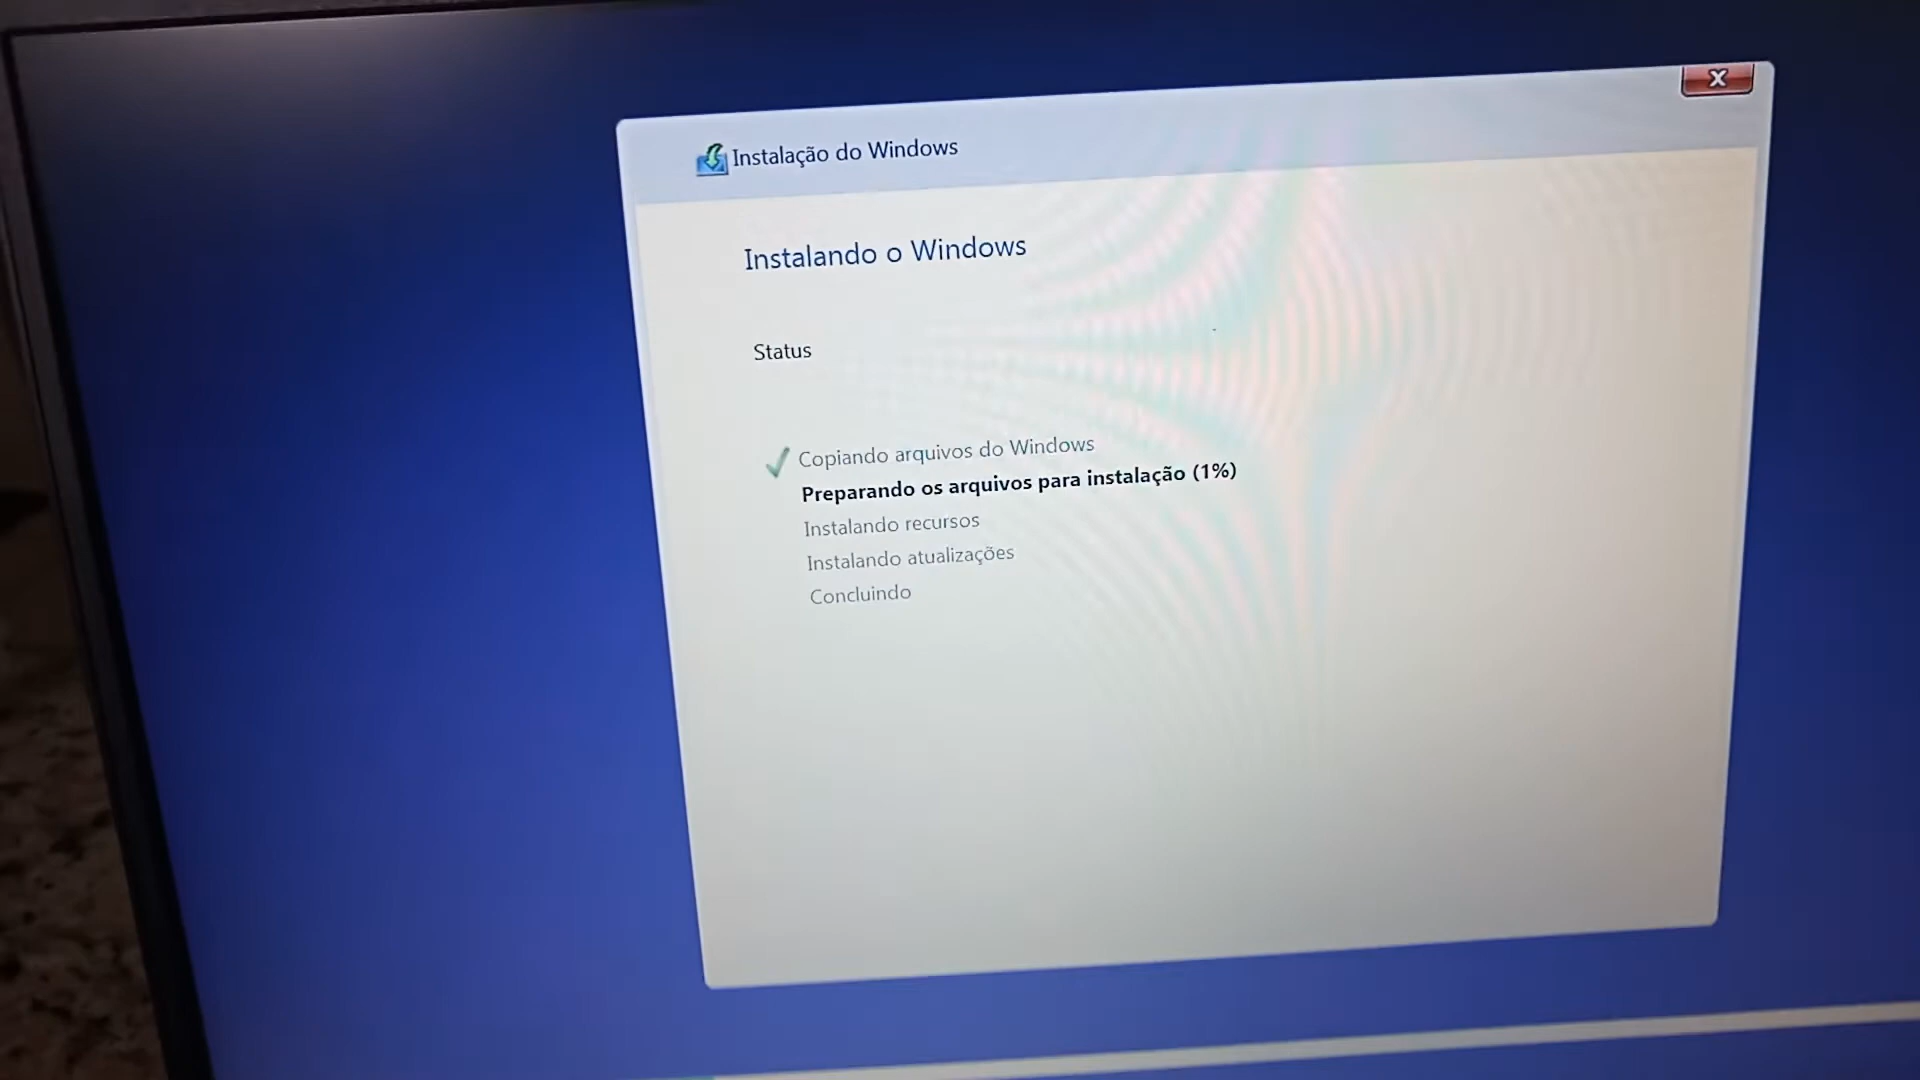 Instalação do Windows
Instalando o Windows
Status
Copiando arquivos do Windows
Preparando os arquivos para instalação (1%)
Instalando recursos
Instalando atualizações
Concluindo